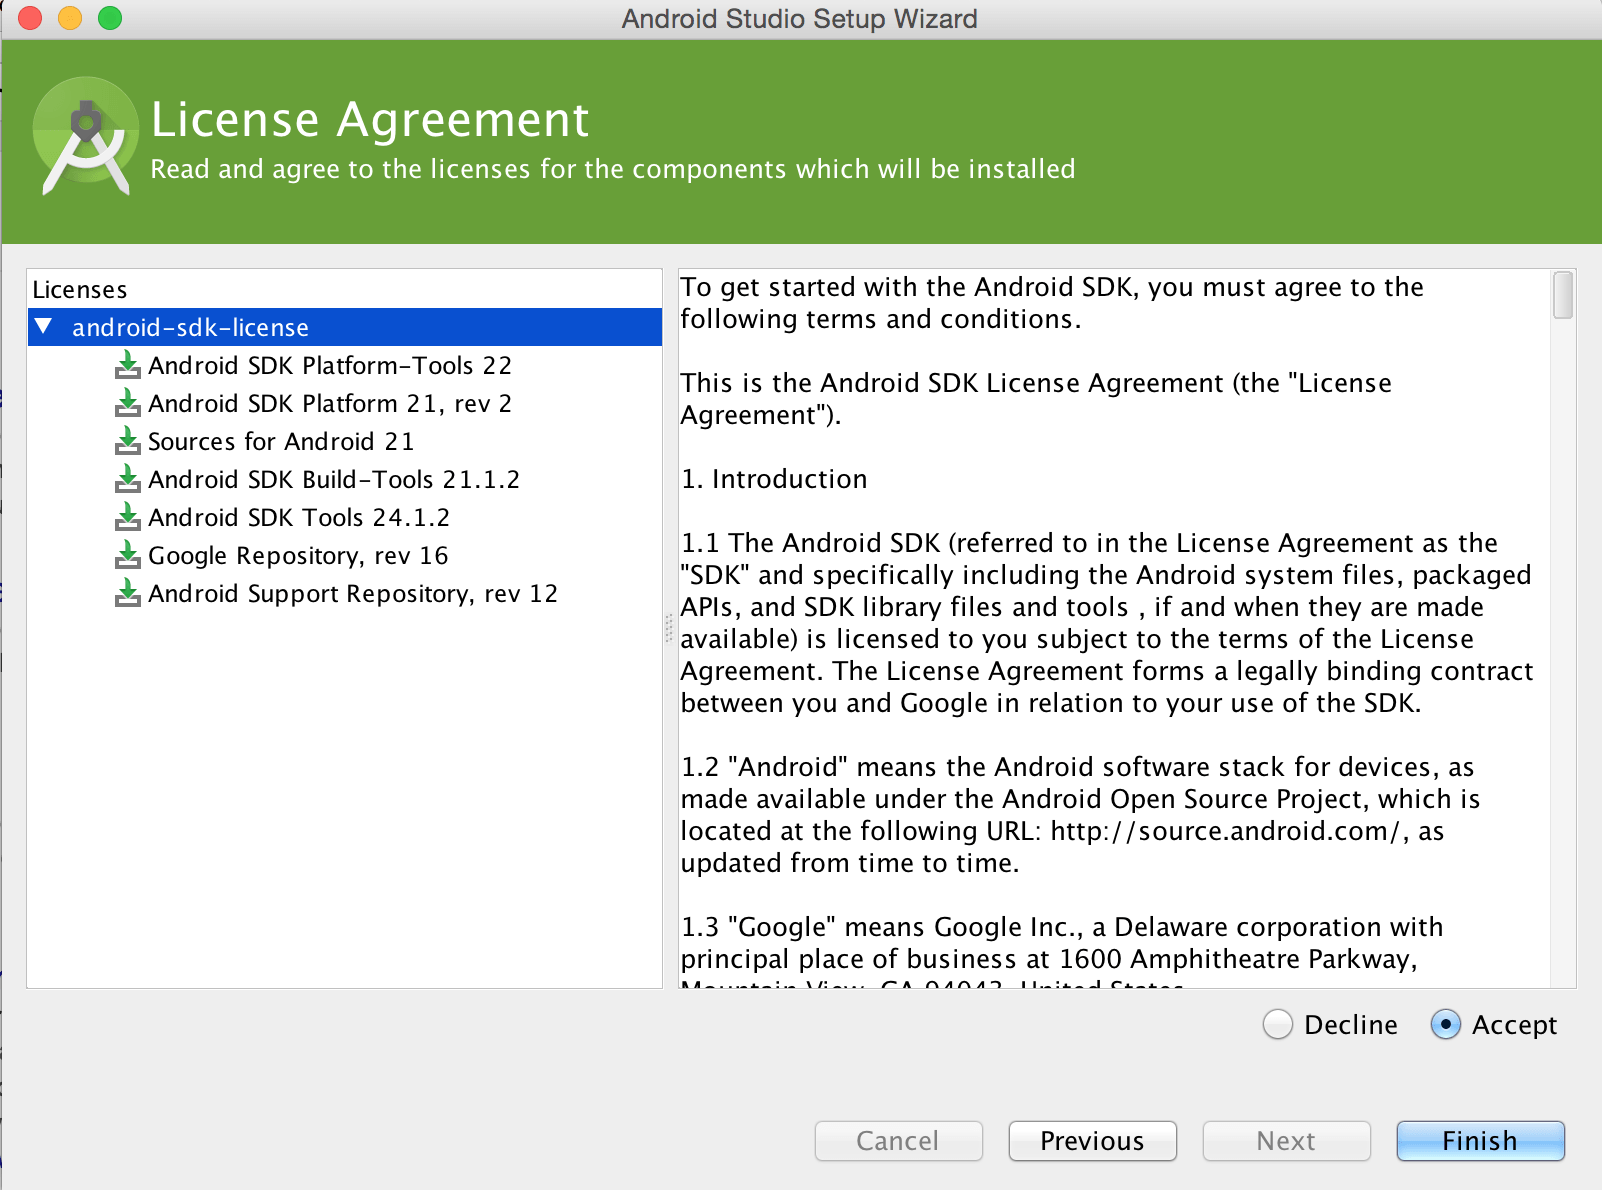 Android Studio Setup Wizard
License Agreement
Read and agree to the licenses for the components which will be installed
Licenses
android-sdk-license
Android SDK Platform-Tools 22
Android SDK Platform 21, rev 2
Sources for Android 21
Android SDK Build-Tools 21.1.2
Android SDK Tools 24.1.2
Google Repository, rev 16
Android Support Repository, rev 12
To get started with the Android SDK, you must agree to the
following terms and conditions.
This is the Android SDK License Agreement (the "License
Agreement").
1. Introduction
1.1 The Android SDK (referred to in the License Agreement as the
"SDK" and specifically including the Android system files, packaged
APIs, and SDK library files and tools , if and when they are made
available) is licensed to you subject to the terms of the License
Agreement. The License Agreement forms a legally binding contract
between you and Google in relation to your use of the SDK.
1.2 "Android" means the Android software stack for devices, as
made available under the Android Open Source Project, which is
located at the following URL: http://source.android.com/, as
updated from time to time.
1.3 "Google" means Google Inc., a Delaware corporation with
principal place of business at 1600 Amphitheatre Parkway,
Mountain View, CA 94043, United States
Decline
Accept
Cancel
Previous
Next
Finish